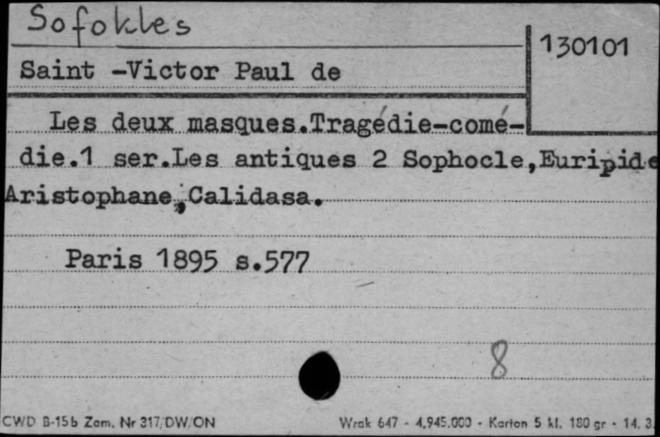 Sofokles
130101
Saint -Victor Paul de
Les deux masques.Tragédie-comé-
die.1 ser.Les antiques 2 Sophocle,Euripide
Aristophane,Calidasa.
Paris 1895 s.577
8
CWD B-15b Zam. Nr 317/DW/ON
Wrak 647 - 4.945.000 - Karton 5 kl. 180 gr - 14. 3.